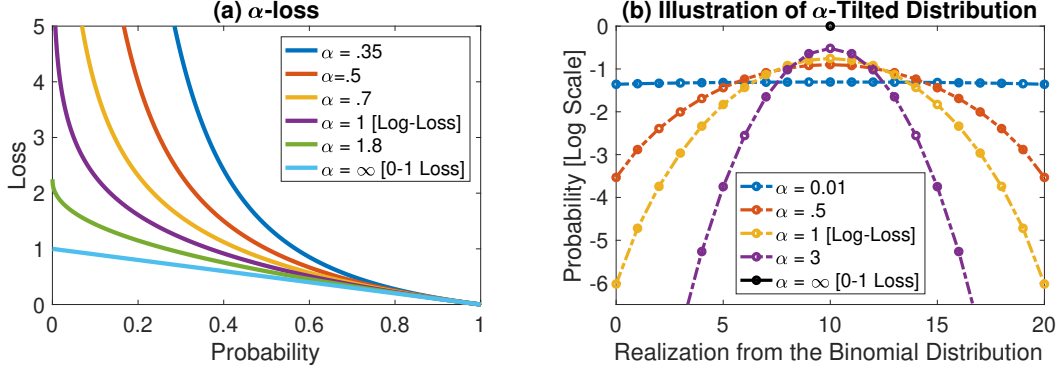 (a) α-loss
5
4
3
2
1
0
0
0.2
0.4
0.6
0.8
1
Loss
Probability
α = .35
α=.5
α = .7
α = 1 [Log-Loss]
α = 1.8
α = ∞ [0-1 Loss]
(b) Illustration of α-Tilted Distribution
0
-1
-2
-3
-4
-5
-6
0
5
10
15
20
Probability [Log Scale]
Realization from the Binomial Distribution
α = 0.01
α = .5
α = 1 [Log-Loss]
α = 3
α = ∞ [0-1 Loss]